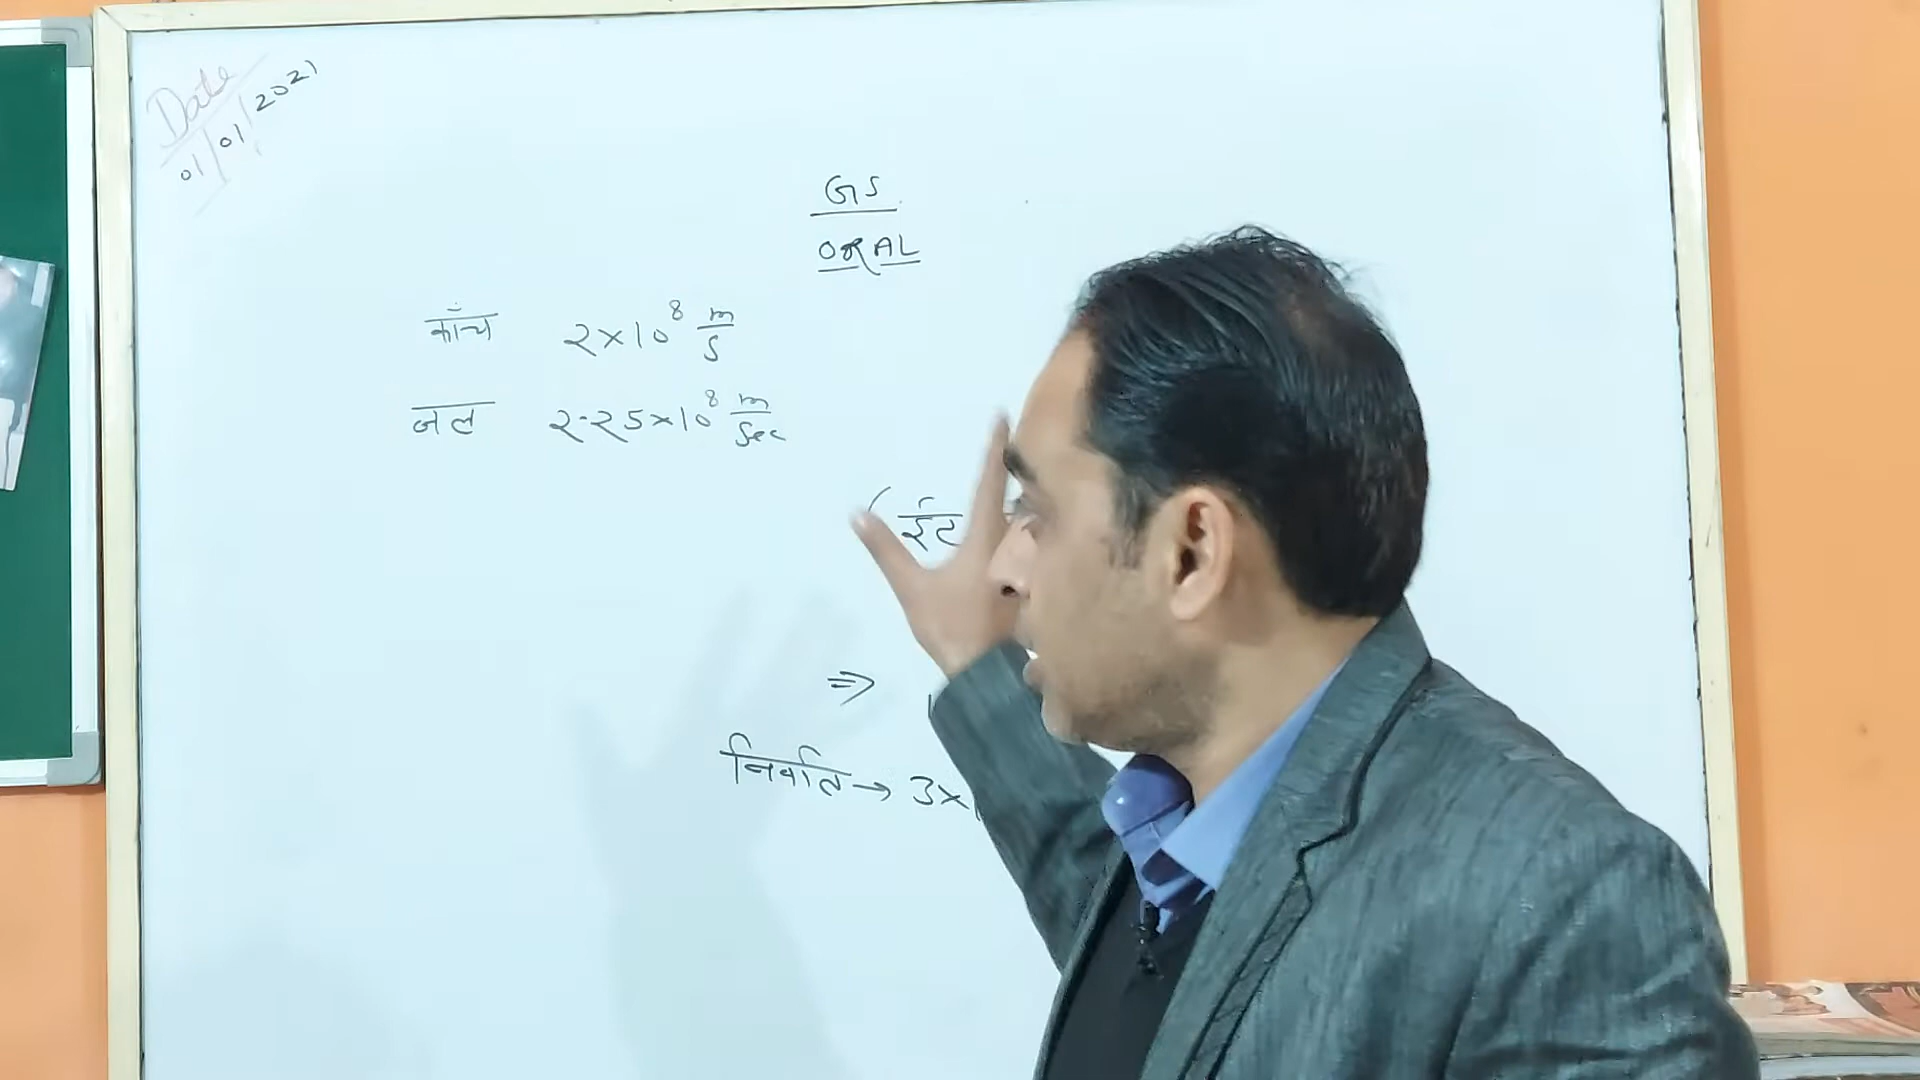 Date
01/01/2021
GS
ORAL
काँच 2×10⁸ m/s
जल 2.25×10⁸ m/sec
(ईंट
⇒
निर्वात → 3×